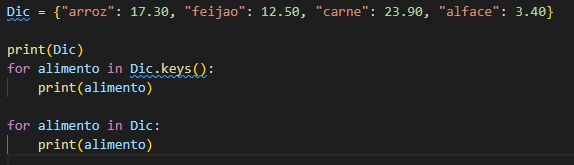 Dic = {"arroz": 17.30, "feijao": 12.50, "carne": 23.90, "alface": 3.40}
print(Dic)
for alimento in Dic.keys():
    print(alimento)
for alimento in Dic:
    print(alimento)